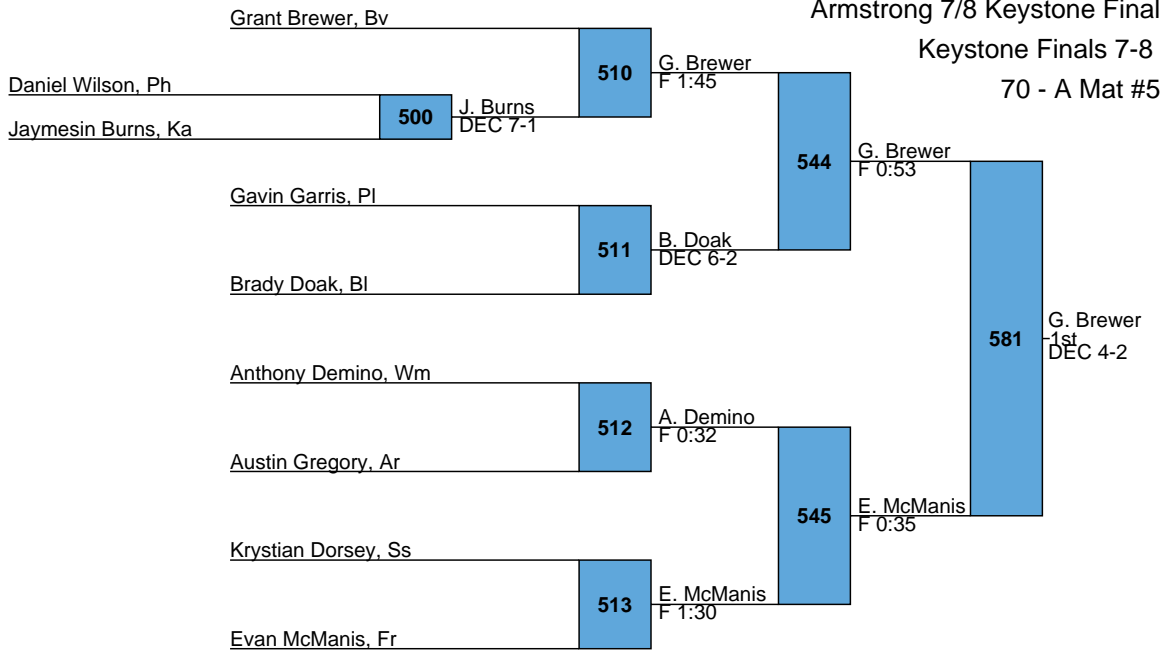 Armstrong 7/8 Keystone Final
Keystone Finals 7-8
70 - A Mat #5
Grant Brewer, Bv
510
G. Brewer
F 1:45
Daniel Wilson, Ph
500
J. Burns
DEC 7-1
Jaymesin Burns, Ka
544
G. Brewer
F 0:53
Gavin Garris, Pl
511
B. Doak
DEC 6-2
Brady Doak, Bl
581
G. Brewer
1st
DEC 4-2
Anthony Demino, Wm
512
A. Demino
F 0:32
Austin Gregory, Ar
545
E. McManis
F 0:35
Krystian Dorsey, Ss
513
E. McManis
F 1:30
Evan McManis, Fr